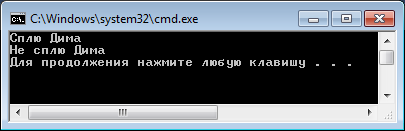 C:\Windows\system32\cmd.exe
Сплю Дима
Не сплю Дима
Для продолжения нажмите любую клавишу . . .